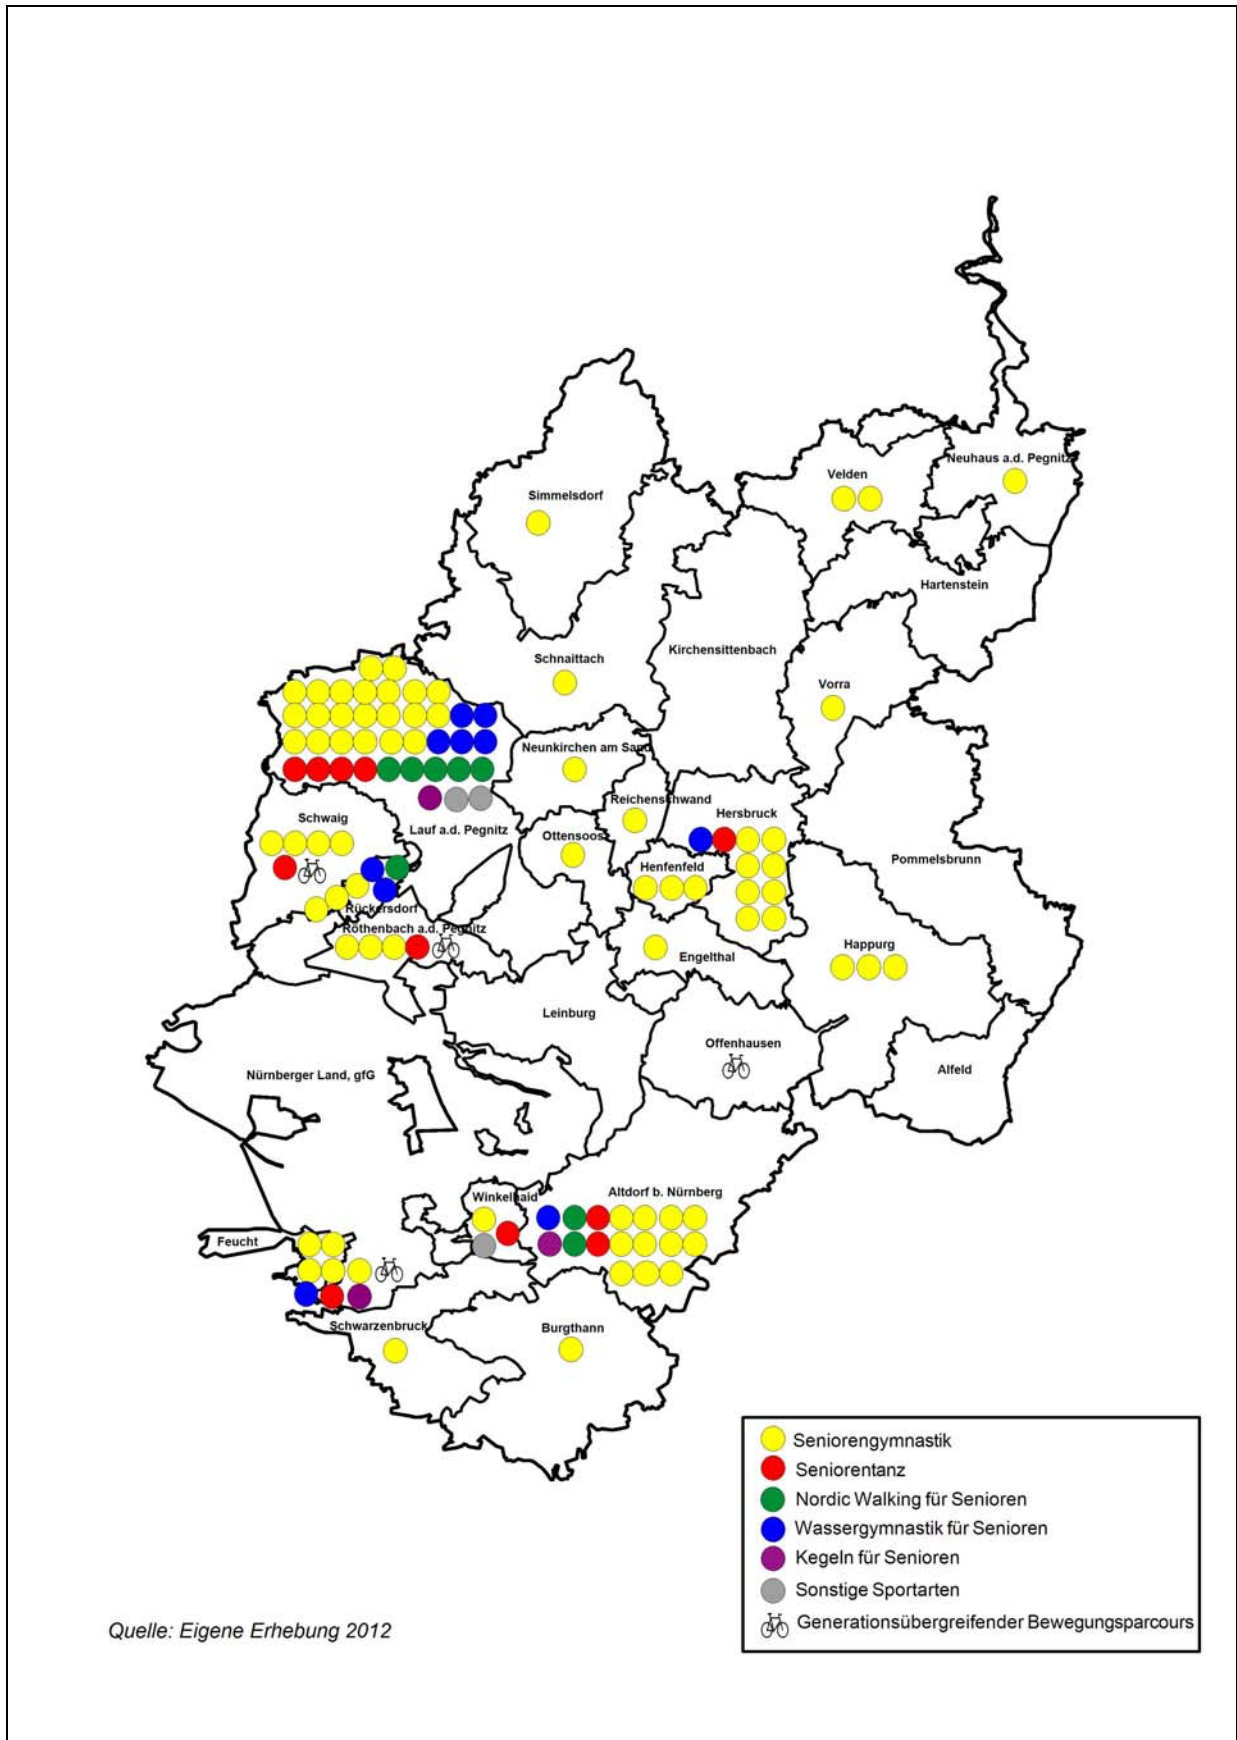 Neuhaus a.d. Pegnitz
Velden
Simmelsdorf
Hartenstein
Kirchensittenbach
Schnaittach
Vorra
Neunkirchen am Sand
Reichenschwand
Hersbruck
Schwaig
Lauf a.d. Pegnitz
Ottensoos
Pommelsbrunn
Henfenfeld
Rückersdorf
Röthenbach a.d. Pegnitz
Happurg
Engelthal
Leinburg
Offenhausen
Alfeld
Nürnberger Land, gfG
Winkelhaid
Altdorf b. Nürnberg
Feucht
Schwarzenbruck
Burgthann
Seniorengymnastik
Seniorentanz
Nordic Walking für Senioren
Wassergymnastik für Senioren
Kegeln für Senioren
Sonstige Sportarten
Generationsübergreifender Bewegungsparcours
Quelle: Eigene Erhebung 2012